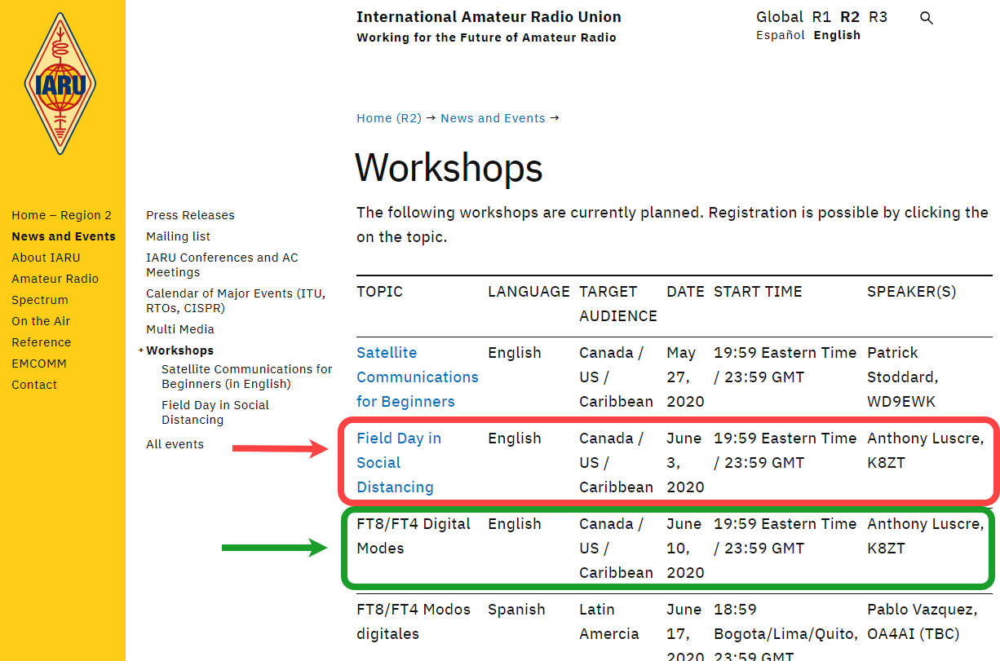 IARU
International Amateur Radio Union
Working for the Future of Amateur Radio
Global R1 R2 R3
Español English
Home (R2) → News and Events →
Workshops
Home – Region 2
News and Events
About IARU
Amateur Radio
Spectrum
On the Air
Reference
EMCOMM
Contact
Press Releases
Mailing list
IARU Conferences and AC
Meetings
Calendar of Major Events (ITU,
RTOs, CISPR)
Multi Media
+ Workshops
Satellite Communications for
Beginners (in English)
Field Day in Social
Distancing
All events
The following workshops are currently planned. Registration is possible by clicking the
on the topic.
TOPIC LANGUAGE TARGET DATE START TIME SPEAKER(S)
AUDIENCE
Satellite English Canada / May 19:59 Eastern Time Patrick
Communications US / 27, / 23:59 GMT Stoddard,
for Beginners Caribbean 2020 WD9EWK
Field Day in English Canada / June 19:59 Eastern Time Anthony Luscre,
Social US / 3, / 23:59 GMT K8ZT
Distancing Caribbean 2020
FT8/FT4 Digital English Canada / June 19:59 Eastern Time Anthony Luscre,
Modes US / 10, / 23:59 GMT K8ZT
Caribbean 2020
FT8/FT4 Modos Spanish Latin June 18:59 Pablo Vazquez,
digitales Amercia 17, Bogota/Lima/Quito, OA4AI (TBC)
2020 23:59 GMT